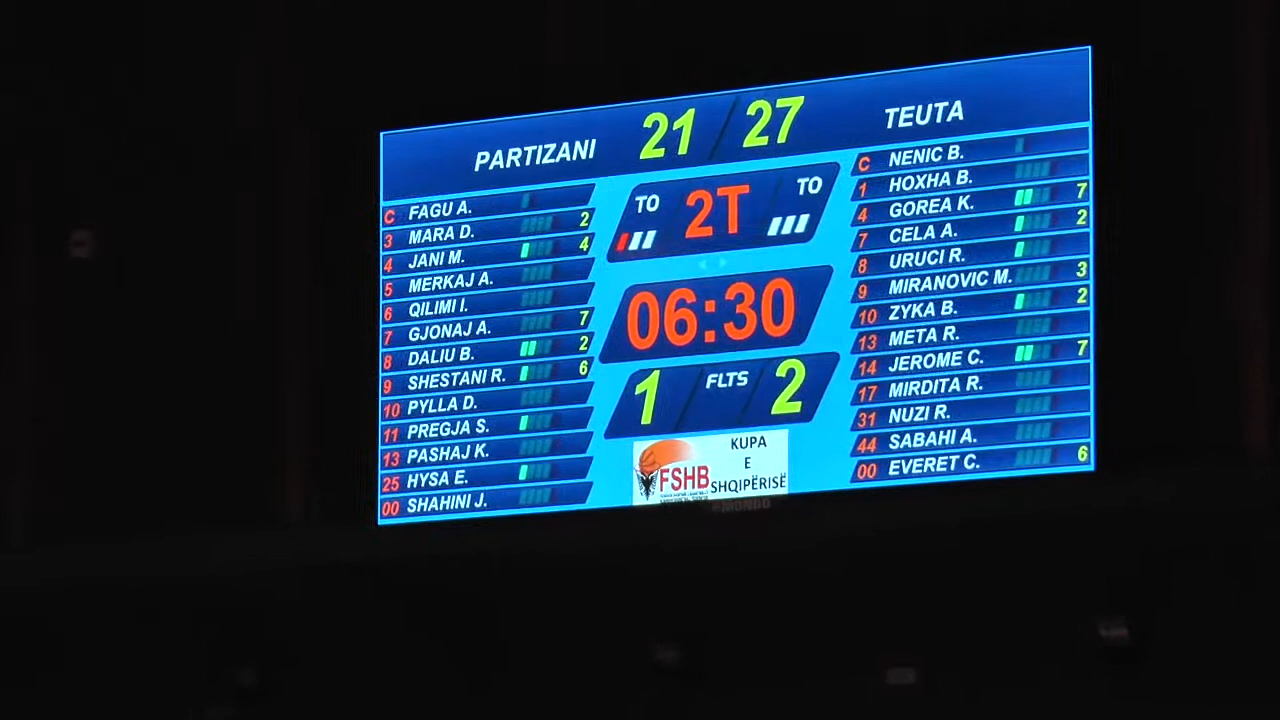 PARTIZANI 21 / 27 TEUTA
C FAGU A.
3 MARA D. 2
4 JANI M. 4
5 MERKAJ A.
6 QILIMI I.
7 GJONAJ A. 7
8 DALIU B. 2
9 SHESTANI R. 6
10 PYLLA D.
11 PREGJA S.
13 PASHAJ K.
25 HYSA E.
00 SHAHINI J.
TO 2T TO
06:30
1 FLTS 2
FSHB
KUPA
E
SHQIPËRISË
MONDO
C NENIC B.
1 HOXHA B.
4 GOREA K. 7
7 CELA A. 2
8 URUCI R.
9 MIRANOVIC M. 3
10 ZYKA B. 2
13 META R.
14 JEROME C. 7
17 MIRDITA R.
31 NUZI R.
44 SABAHI A.
00 EVERET C. 6